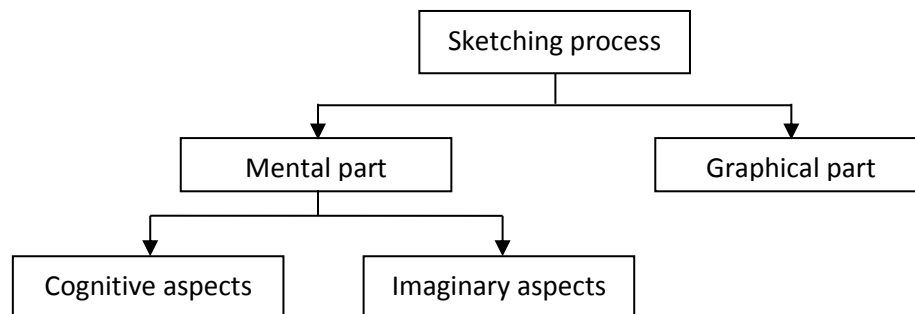 Sketching process
Mental part
Graphical part
Cognitive aspects
Imaginary aspects